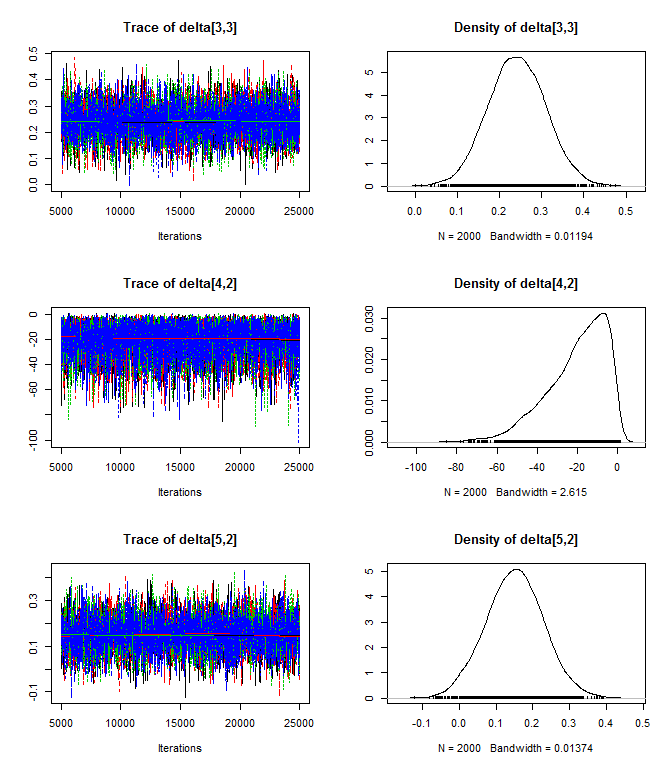 Trace of delta[3,3]
0.0 0.1 0.2 0.3 0.4 0.5
5000 10000 15000 20000 25000
Iterations
Density of delta[3,3]
0 1 2 3 4 5
0.0 0.1 0.2 0.3 0.4 0.5
N = 2000 Bandwidth = 0.01194
Trace of delta[4,2]
-100 -60 -40 -20 0
5000 10000 15000 20000 25000
Iterations
Density of delta[4,2]
0.000 0.010 0.020 0.030
-100 -80 -60 -40 -20 0
N = 2000 Bandwidth = 2.615
Trace of delta[5,2]
-0.1 0.1 0.3
5000 10000 15000 20000 25000
Iterations
Density of delta[5,2]
0 1 2 3 4 5
-0.1 0.0 0.1 0.2 0.3 0.4 0.5
N = 2000 Bandwidth = 0.01374